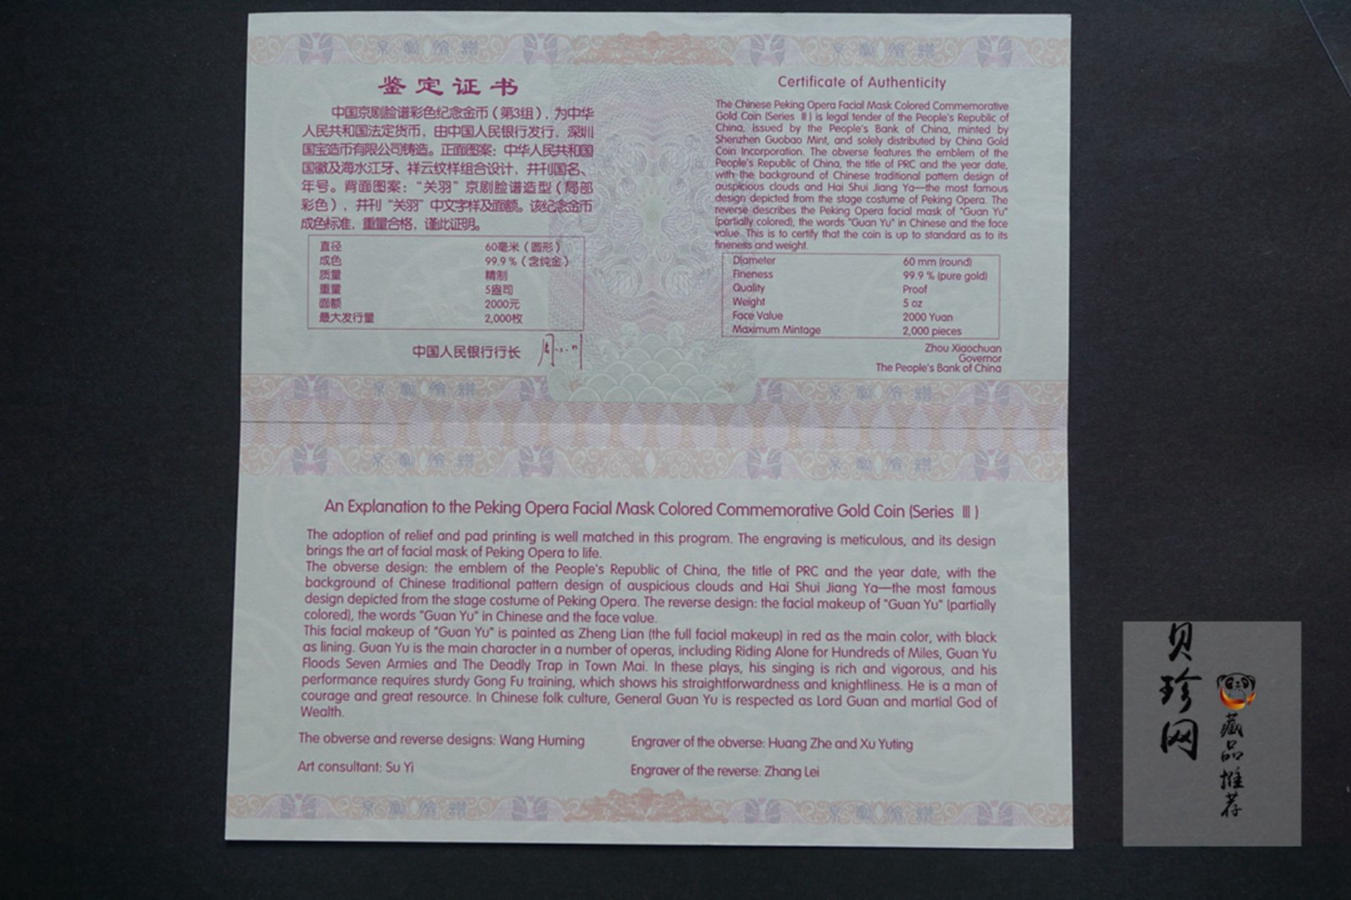 鉴定证书
中国京剧脸谱彩色纪念金币（第3组），为中华
人民共和国法定货币，由中国人民银行发行，深圳
国宝造币有限公司铸造。正面图案：中华人民共和国
国徽及海水江牙、祥云纹样组合设计，并刊国名、
年号。背面图案：“关羽”京剧脸谱造型（局部
彩色），并刊“关羽”中文字样及面额。该纪念金币
成色标准，重量合格，谨此证明。
直径 60毫米（圆形）
成色 99.9％（含纯金）
质量 精制
重量 5盎司
面额 2000元
最大发行量 2,000枚
中国人民银行行长
Certificate of Authenticity
The Chinese Peking Opera Facial Mask Colored Commemorative
Gold Coin (Series Ⅲ) is legal tender of the People's Republic of
China, issued by the People's Bank of China, minted by
Shenzhen Guobao Mint, and solely distributed by China Gold
Coin Incorporation. The obverse features the emblem of the
People's Republic of China, the title of PRC and the year date,
with the background of Chinese traditional pattern design of
auspicious clouds and Hai Shui Jiang Ya—the most famous
design depicted from the stage costume of Peking Opera. The
reverse describes the Peking Opera facial mask of "Guan Yu"
(partially colored), the words "Guan Yu" in Chinese and the face
value. This is to certify that the coin is up to standard as to its
fineness and weight.
Diameter 60 mm (round)
Fineness 99.9 % (pure gold)
Quality Proof
Weight 5 oz
Face Value 2000 Yuan
Maximum Mintage 2,000 pieces
Zhou Xiaochuan
Governor
The People's Bank of China
An Explanation to the Peking Opera Facial Mask Colored Commemorative Gold Coin (Series Ⅲ)
The adoption of relief and pad printing is well matched in this program. The engraving is meticulous, and its design
brings the art of facial mask of Peking Opera to life.
The obverse design: the emblem of the People's Republic of China, the title of PRC and the year date, with the
background of Chinese traditional pattern design of auspicious clouds and Hai Shui Jiang Ya—the most famous
design depicted from the stage costume of Peking Opera. The reverse design: the facial makeup of "Guan Yu" (partially
colored), the words "Guan Yu" in Chinese and the face value.
This facial makeup of "Guan Yu" is painted as Zheng Lian (the full facial makeup) in red as the main color, with black
as lining. Guan Yu is the main character in a number of operas, including Riding Alone for Hundreds of Miles, Guan Yu
Floods Seven Armies and The Deadly Trap in Town Mai. In these plays, his singing is rich and vigorous, and his
performance requires sturdy Gong Fu training, which shows his straightforwardness and knightliness. He is a man of
courage and great resource. In Chinese folk culture, General Guan Yu is respected as Lord Guan and martial God of
Wealth.
The obverse and reverse designs: Wang Huming
Engraver of the obverse: Huang Zhe and Xu Yuting
Art consultant: Su Yi
Engraver of the reverse: Zhang Lei
贝珍网
藏品推荐